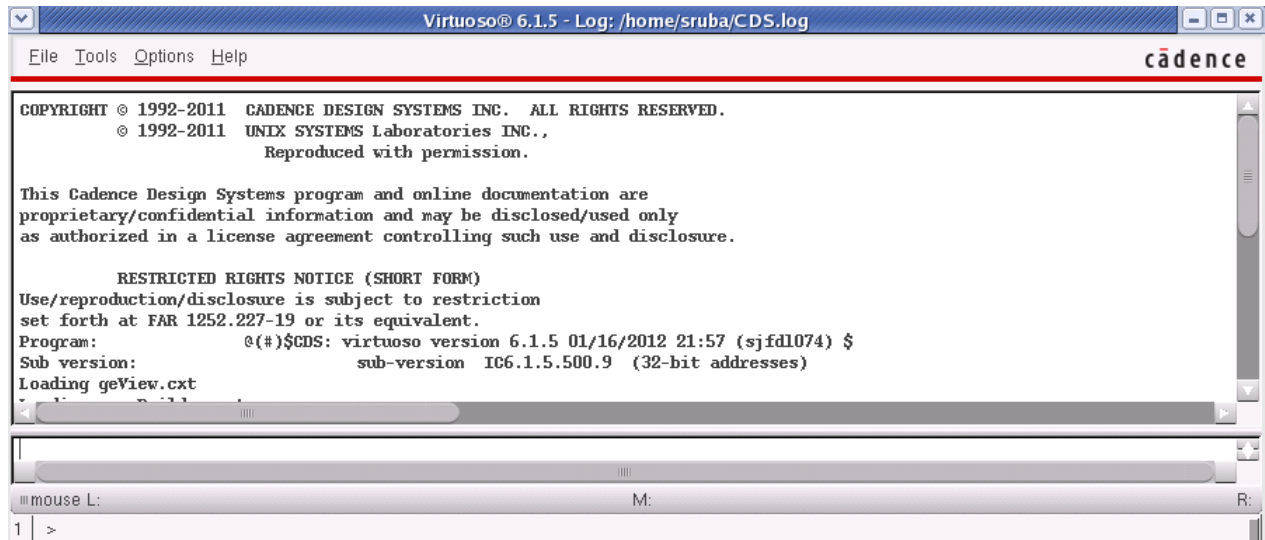 Virtuoso® 6.1.5 - Log: /home/sruba/CDS.log
File Tools Options Help
cādence
COPYRIGHT © 1992-2011 CADENCE DESIGN SYSTEMS INC. ALL RIGHTS RESERVED.
© 1992-2011 UNIX SYSTEMS Laboratories INC.,
Reproduced with permission.
This Cadence Design Systems program and online documentation are
proprietary/confidential information and may be disclosed/used only
as authorized in a license agreement controlling such use and disclosure.
RESTRICTED RIGHTS NOTICE (SHORT FORM)
Use/reproduction/disclosure is subject to restriction
set forth at FAR 1252.227-19 or its equivalent.
Program: @(#)$CDS: virtuoso version 6.1.5 01/16/2012 21:57 (sjfdl074) $
Sub version: sub-version IC6.1.5.500.9 (32-bit addresses)
Loading geView.cxt
mouse L: M: R:
1 >